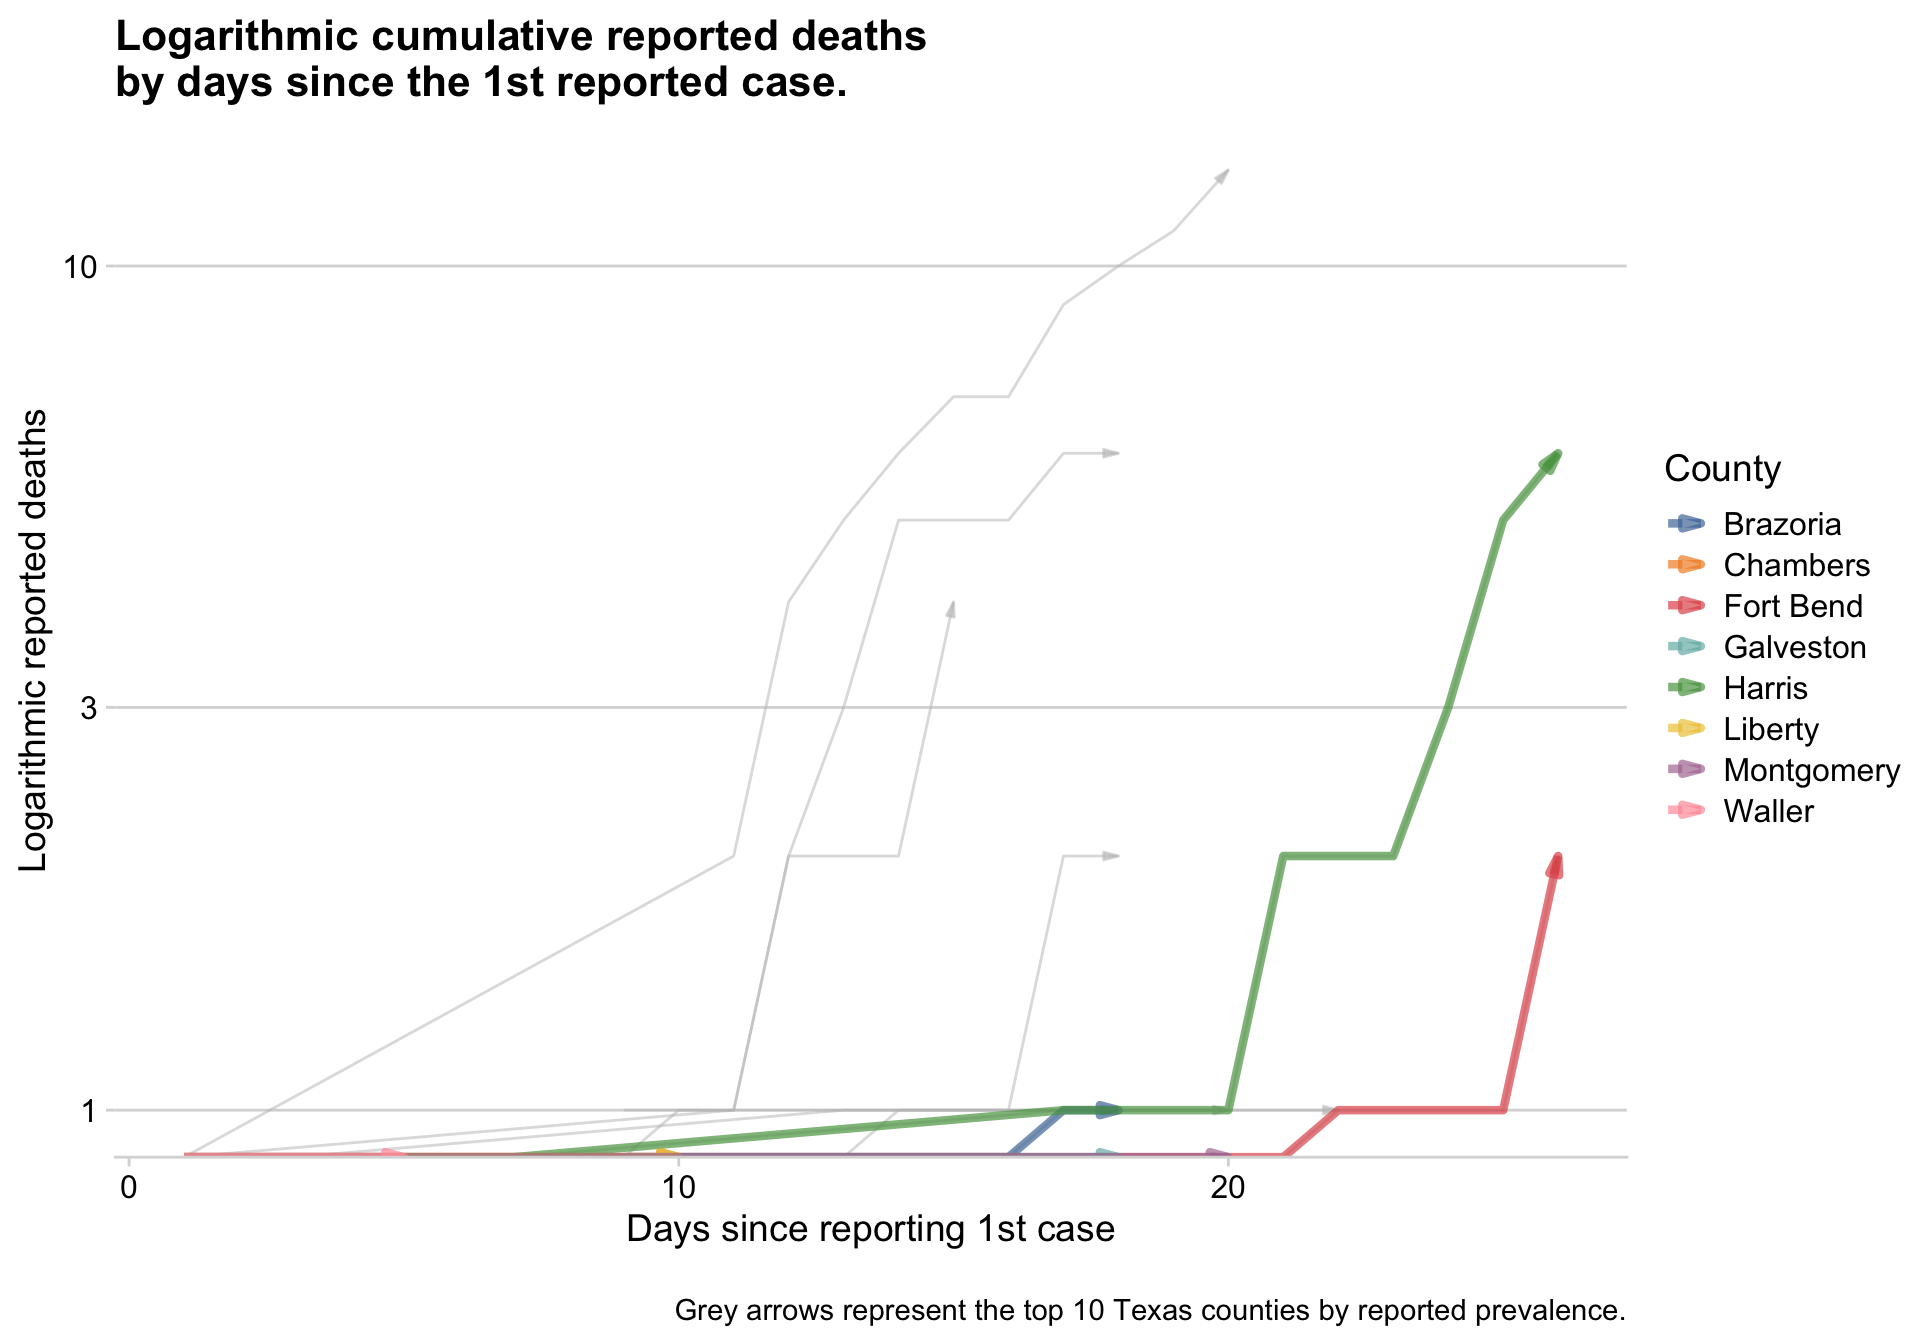 Logarithmic cumulative reported deaths
by days since the 1st reported case.
Logarithmic reported deaths
10
3
1
0
10
20
Days since reporting 1st case
County
Brazoria
Chambers
Fort Bend
Galveston
Harris
Liberty
Montgomery
Waller
Grey arrows represent the top 10 Texas counties by reported prevalence.